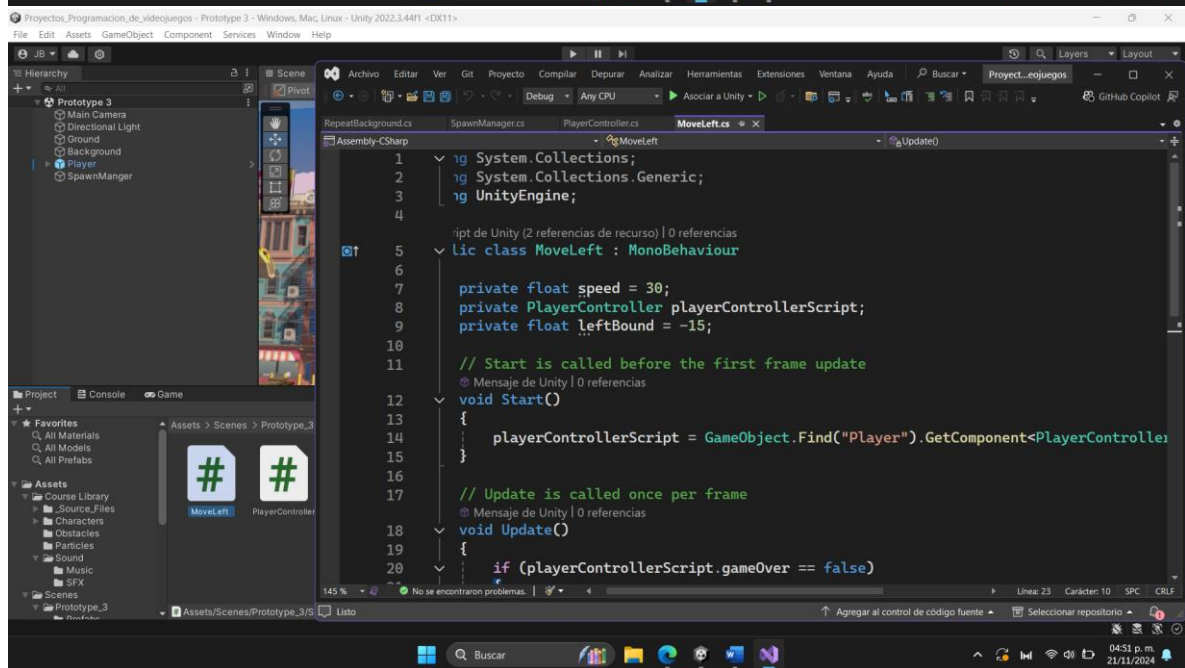 Proyectos_Programacion_de_videojuegos - Prototype 3 - Windows, Mac, Linux - Unity 2022.3.44f1 <DX11>
File Edit Assets GameObject Component Services Window Help
JB
Layers Layout
Hierarchy
Scene
All
Pivot
Prototype 3
Main Camera
Directional Light
Ground
Background
Player
SpawnManger
Archivo Editar Ver Git Proyecto Compilar Depurar Analizar Herramientas Extensiones Ventana Ayuda Buscar Proyect...eojuegos
Debug Any CPU Asociar a Unity GitHub Copilot
RepeatBackground.cs SpawnManager.cs PlayerController.cs MoveLeft.cs
Assembly-CSharp MoveLeft Update()
1 ng System.Collections;
2 ng System.Collections.Generic;
3 ng UnityEngine;
4
ript de Unity (2 referencias de recurso) | 0 referencias
5 lic class MoveLeft : MonoBehaviour
6
7 private float speed = 30;
8 private PlayerController playerControllerScript;
9 private float leftBound = -15;
10
11 // Start is called before the first frame update
Mensaje de Unity | 0 referencias
12 void Start()
13 {
14 playerControllerScript = GameObject.Find("Player").GetComponent<PlayerController
15 }
16
17 // Update is called once per frame
Mensaje de Unity | 0 referencias
18 void Update()
19 {
20 if (playerControllerScript.gameOver == false)
145 % No se encontraron problemas. Línea: 23 Carácter: 10 SPC CRLF
Listo Agregar al control de código fuente Seleccionar repositorio
Project Console Game
Favorites
All Materials
All Models
All Prefabs
Assets
Course Library
_Source_Files
Characters
Obstacles
Particles
Sound
Music
SFX
Scenes
Prototype_3
Assets > Scenes > Prototype_3
MoveLeft PlayerController
Assets/Scenes/Prototype_3/S
Buscar
04:51 p. m.
21/11/2024